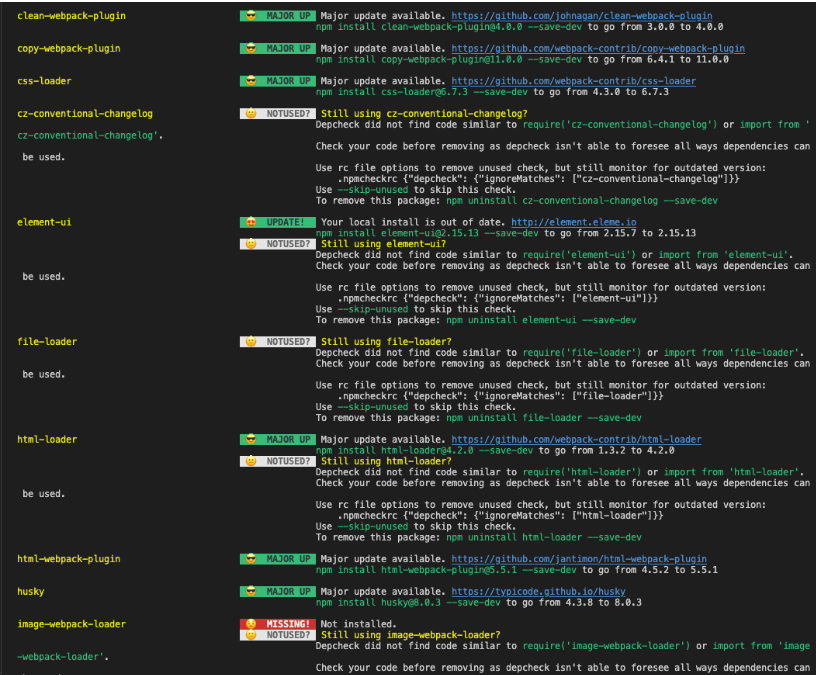 clean-webpack-plugin 😎 MAJOR UP Major update available. https://github.com/johnagan/clean-webpack-plugin
npm install clean-webpack-plugin@4.0.0 --save-dev to go from 3.0.0 to 4.0.0
copy-webpack-plugin 😎 MAJOR UP Major update available. https://github.com/webpack-contrib/copy-webpack-plugin
npm install copy-webpack-plugin@11.0.0 --save-dev to go from 6.4.1 to 11.0.0
css-loader 😎 MAJOR UP Major update available. https://github.com/webpack-contrib/css-loader
npm install css-loader@6.7.3 --save-dev to go from 4.3.0 to 6.7.3
cz-conventional-changelog 😕 NOTUSED? Still using cz-conventional-changelog?
Depcheck did not find code similar to require('cz-conventional-changelog') or import from '
cz-conventional-changelog'.
Check your code before removing as depcheck isn't able to foresee all ways dependencies can
be used.
Use rc file options to remove unused check, but still monitor for outdated version:
.npmcheckrc {"depcheck": {"ignoreMatches": ["cz-conventional-changelog"]}}
Use --skip-unused to skip this check.
To remove this package: npm uninstall cz-conventional-changelog --save-dev
element-ui 😍 UPDATE! Your local install is out of date. http://element.eleme.io
npm install element-ui@2.15.13 --save-dev to go from 2.15.7 to 2.15.13
😕 NOTUSED? Still using element-ui?
Depcheck did not find code similar to require('element-ui') or import from 'element-ui'.
Check your code before removing as depcheck isn't able to foresee all ways dependencies can
be used.
Use rc file options to remove unused check, but still monitor for outdated version:
.npmcheckrc {"depcheck": {"ignoreMatches": ["element-ui"]}}
Use --skip-unused to skip this check.
To remove this package: npm uninstall element-ui --save-dev
file-loader 😕 NOTUSED? Still using file-loader?
Depcheck did not find code similar to require('file-loader') or import from 'file-loader'.
Check your code before removing as depcheck isn't able to foresee all ways dependencies can
be used.
Use rc file options to remove unused check, but still monitor for outdated version:
.npmcheckrc {"depcheck": {"ignoreMatches": ["file-loader"]}}
Use --skip-unused to skip this check.
To remove this package: npm uninstall file-loader --save-dev
html-loader 😎 MAJOR UP Major update available. https://github.com/webpack-contrib/html-loader
npm install html-loader@4.2.0 --save-dev to go from 1.3.2 to 4.2.0
😕 NOTUSED? Still using html-loader?
Depcheck did not find code similar to require('html-loader') or import from 'html-loader'.
Check your code before removing as depcheck isn't able to foresee all ways dependencies can
be used.
Use rc file options to remove unused check, but still monitor for outdated version:
.npmcheckrc {"depcheck": {"ignoreMatches": ["html-loader"]}}
Use --skip-unused to skip this check.
To remove this package: npm uninstall html-loader --save-dev
html-webpack-plugin 😎 MAJOR UP Major update available. https://github.com/jantimon/html-webpack-plugin
npm install html-webpack-plugin@5.5.1 --save-dev to go from 4.5.2 to 5.5.1
husky 😎 MAJOR UP Major update available. https://typicode.github.io/husky
npm install husky@8.0.3 --save-dev to go from 4.3.8 to 8.0.3
image-webpack-loader 😟 MISSING! Not installed.
😕 NOTUSED? Still using image-webpack-loader?
Depcheck did not find code similar to require('image-webpack-loader') or import from 'image
-webpack-loader'.
Check your code before removing as depcheck isn't able to foresee all ways dependencies can